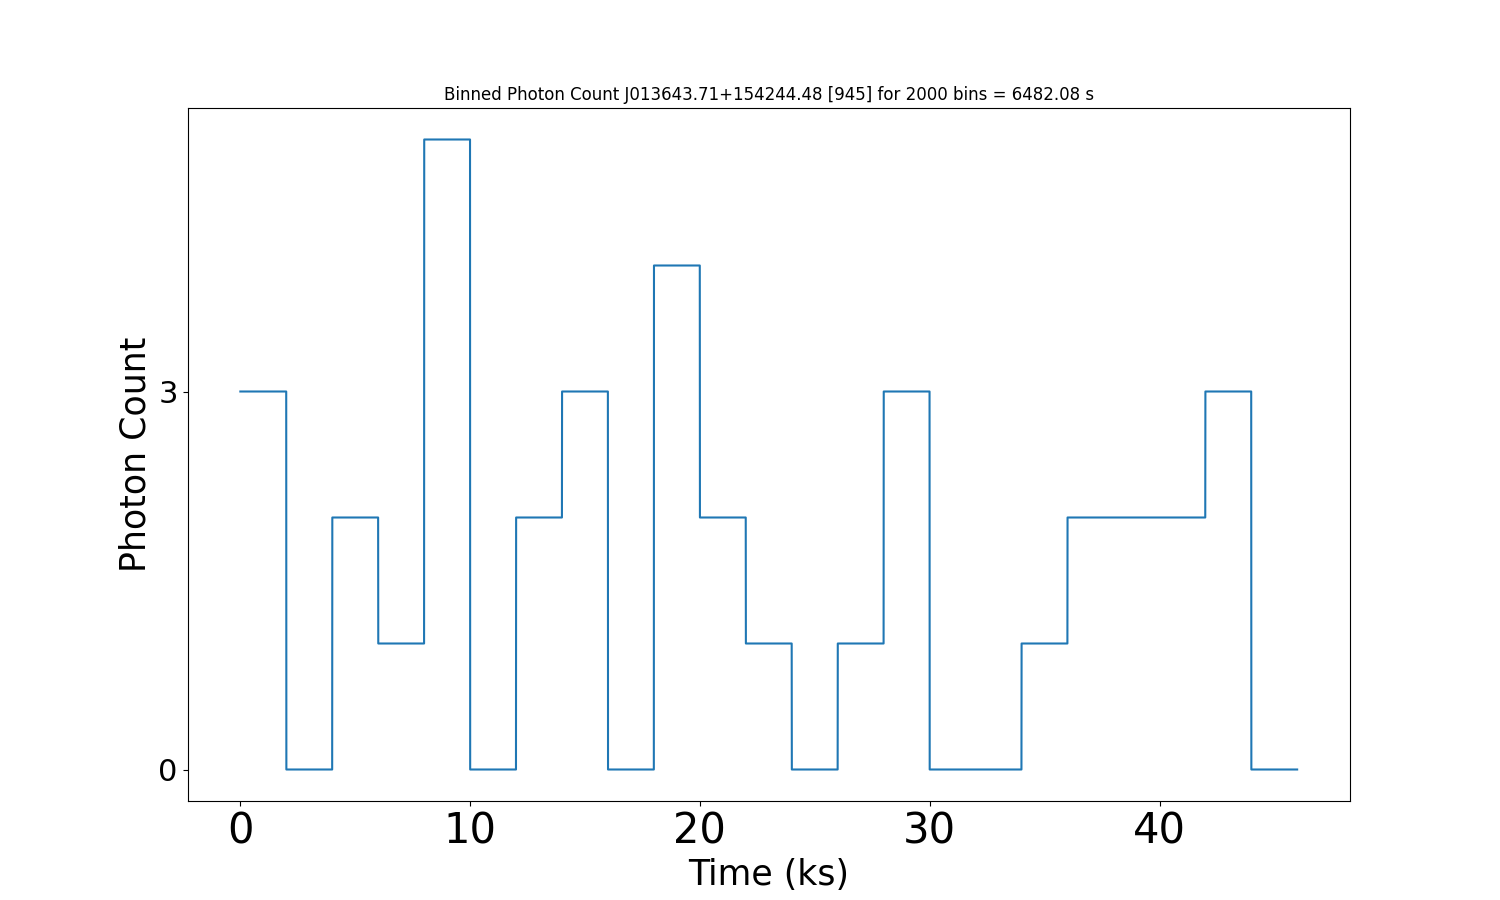 Binned Photon Count J013643.71+154244.48 [945] for 2000 bins = 6482.08 s
Photon Count
3
0
0 10 20 30 40
Time (ks)